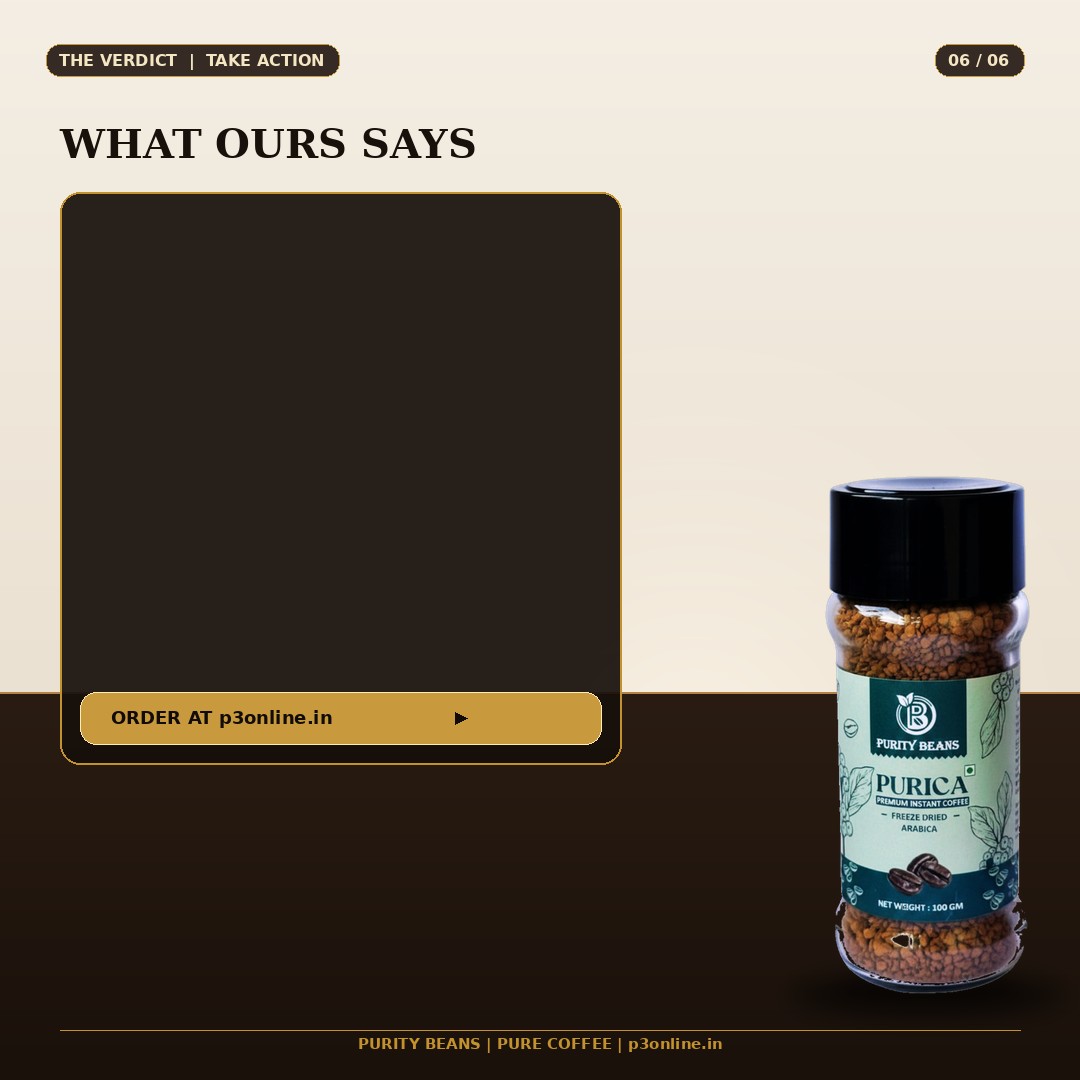 THE VERDICT | TAKE ACTION
06 / 06
WHAT OURS SAYS
ORDER AT p3online.in ►
PURITY BEANS
PURICA
PREMIUM INSTANT COFFEE
– FREEZE DRIED –
ARABICA
NET WEIGHT : 100 GM
PURITY BEANS | PURE COFFEE | p3online.in